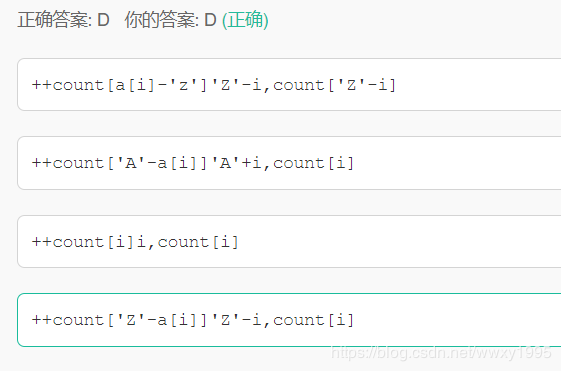 正确答案: D 你的答案: D (正确)
++count[a[i]-'z']'Z'-i,count['Z'-i]
++count['A'-a[i]]'A'+i,count[i]
++count[i]i,count[i]
++count['Z'-a[i]]'Z'-i,count[i]
https://blog.csdn.net/wwxy1995